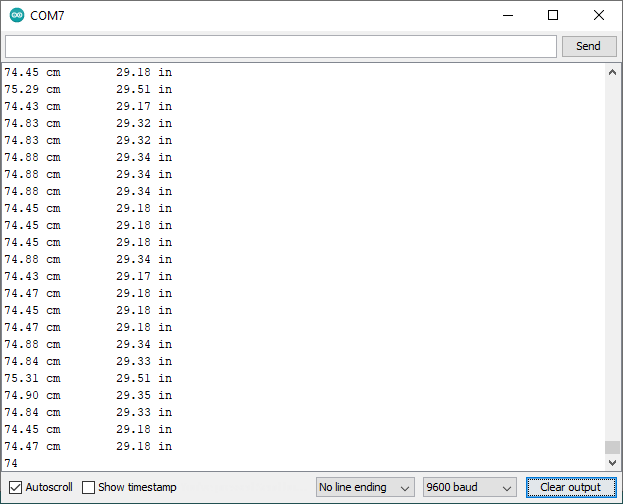 COM7
Send
74.45 cm 29.18 in
75.29 cm 29.51 in
74.43 cm 29.17 in
74.83 cm 29.32 in
74.83 cm 29.32 in
74.88 cm 29.34 in
74.88 cm 29.34 in
74.88 cm 29.34 in
74.45 cm 29.18 in
74.45 cm 29.18 in
74.45 cm 29.18 in
74.88 cm 29.34 in
74.43 cm 29.17 in
74.47 cm 29.18 in
74.45 cm 29.18 in
74.47 cm 29.18 in
74.88 cm 29.34 in
74.84 cm 29.33 in
75.31 cm 29.51 in
74.90 cm 29.35 in
74.84 cm 29.33 in
74.45 cm 29.18 in
74.47 cm 29.18 in
74
Autoscroll Show timestamp No line ending 9600 baud Clear output